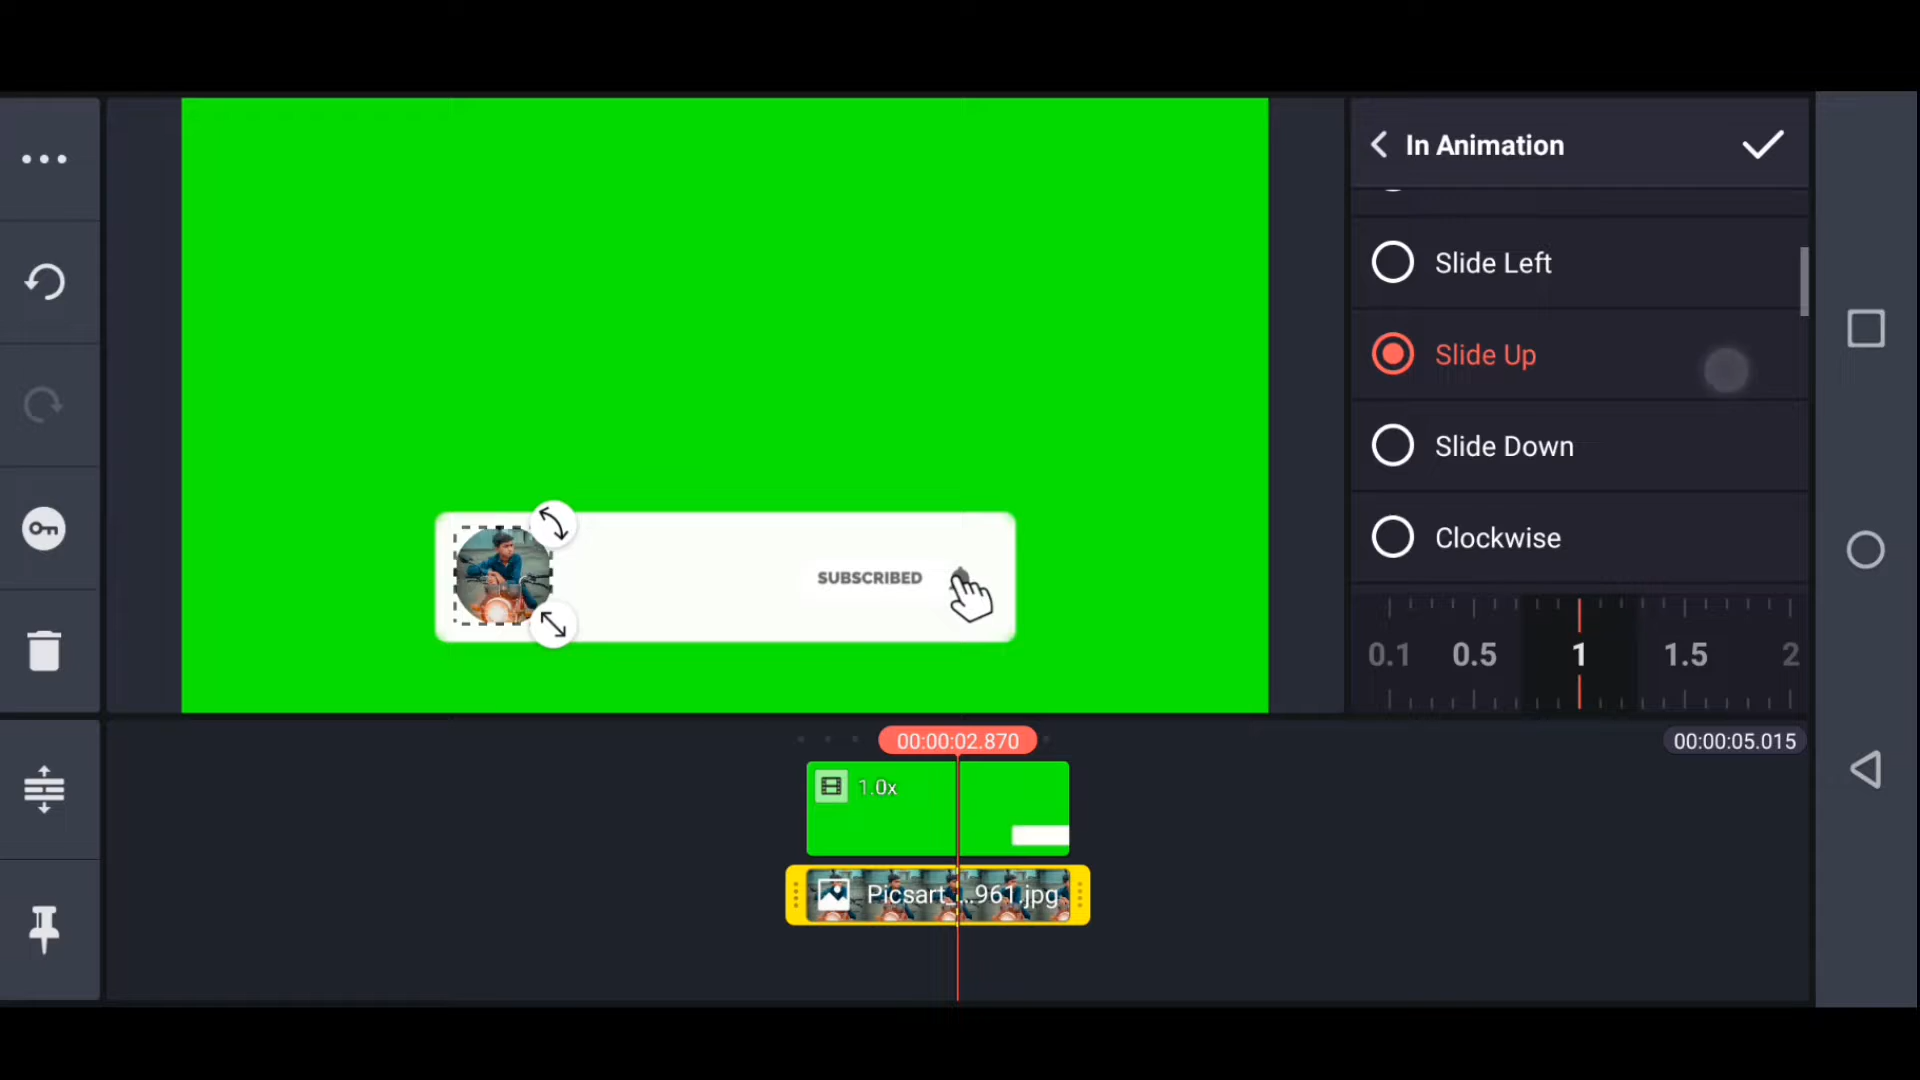 In Animation
Slide Left
Slide Up
Slide Down
Clockwise
SUBSCRIBED
0.1 0.5 1 1.5 2
00:00:02.870
00:00:05.015
1.0x
Picsart_...961.jpg